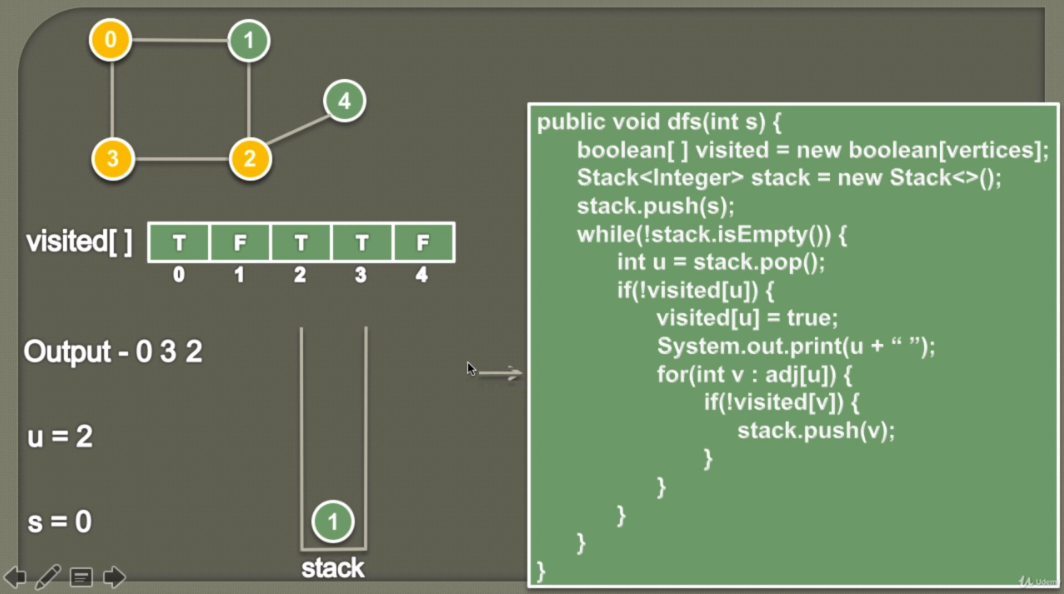 0
1
4
3
2
visited[ ]
T F T T F
0 1 2 3 4
Output - 0 3 2
u = 2
s = 0
1
stack
public void dfs(int s) {
boolean[ ] visited = new boolean[vertices];
Stack<Integer> stack = new Stack<>();
stack.push(s);
while(!stack.isEmpty()) {
int u = stack.pop();
if(!visited[u]) {
visited[u] = true;
System.out.print(u + “ ”);
for(int v : adj[u]) {
if(!visited[v]) {
stack.push(v);
}
}
}
}
}
Udemy